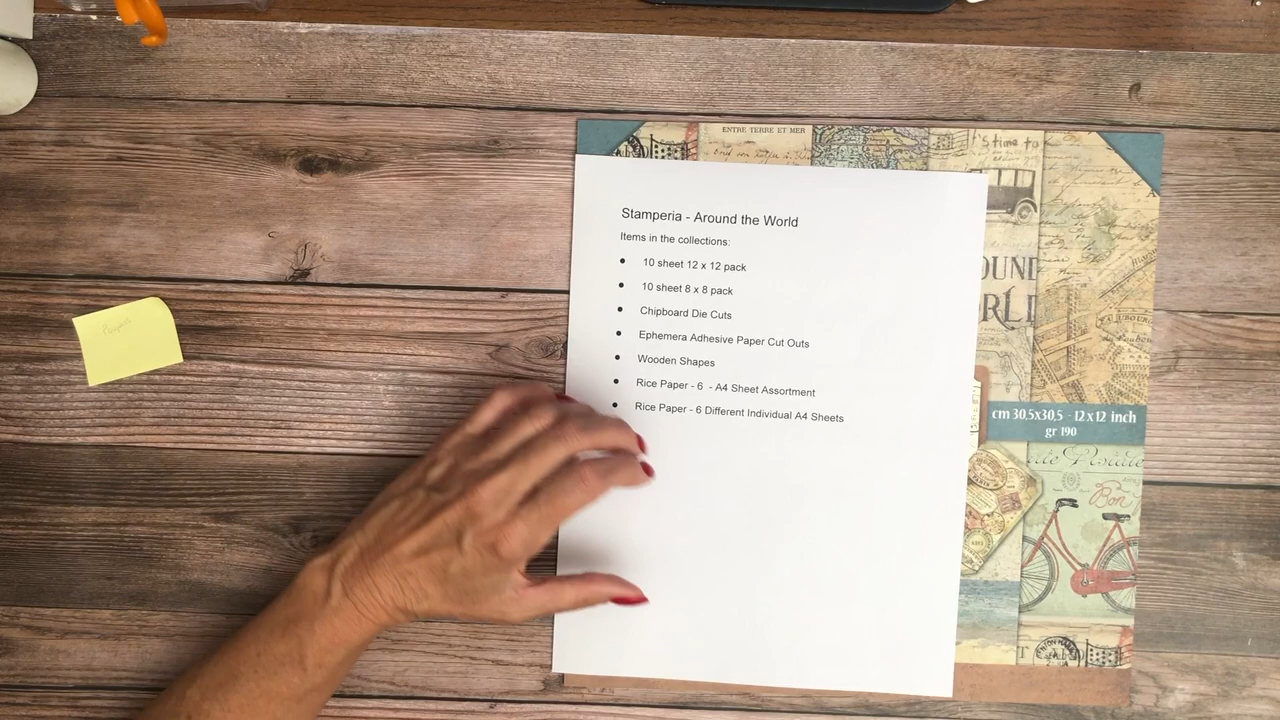 ENTRE TERRE ET MER
it's time to
Stamperia - Around the World
Items in the collections:
• 10 sheet 12 x 12 pack
• 10 sheet 8 x 8 pack
• Chipboard Die Cuts
• Ephemera Adhesive Paper Cut Outs
• Wooden Shapes
• Rice Paper - 6 - A4 Sheet Assortment
• Rice Paper - 6 Different Individual A4 Sheets
OUND
RLD
cm 30,5x30,5 - 12x12 inch
gr 190
Bon